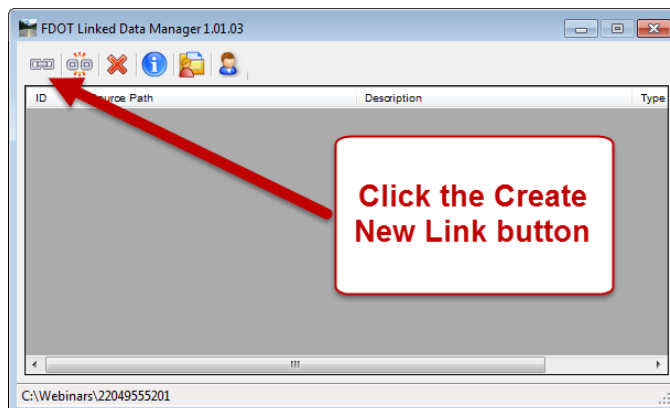 FDOT Linked Data Manager 1.01.03
ID
Source Path
Description
Type
Click the Create
New Link button
C:\Webinars\22049555201